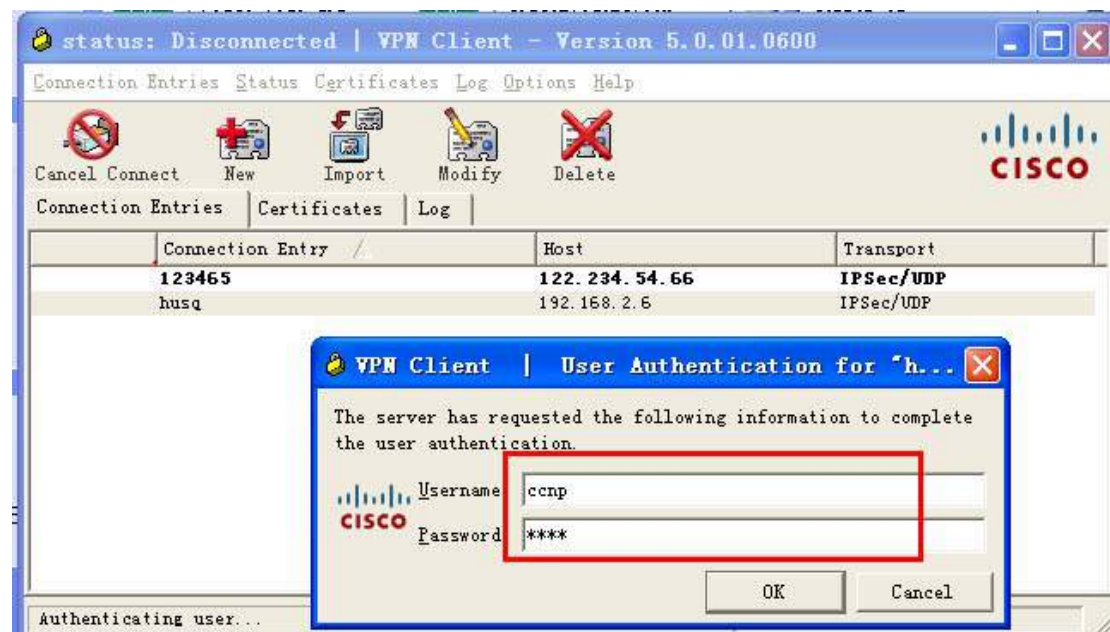 status: Disconnected | VPN Client - Version 5.0.01.0600
Connection Entries Status Certificates Log Options Help
Cancel Connect New Import Modify Delete
CISCO
Connection Entries Certificates Log
Connection Entry Host Transport
123465 122.234.54.66 IPSec/UDP
husq 192.168.2.6 IPSec/UDP
VPN Client | User Authentication for "h...
The server has requested the following information to complete
the user authentication.
CISCO
Username ccnp
Password ****
OK Cancel
Authenticating user...